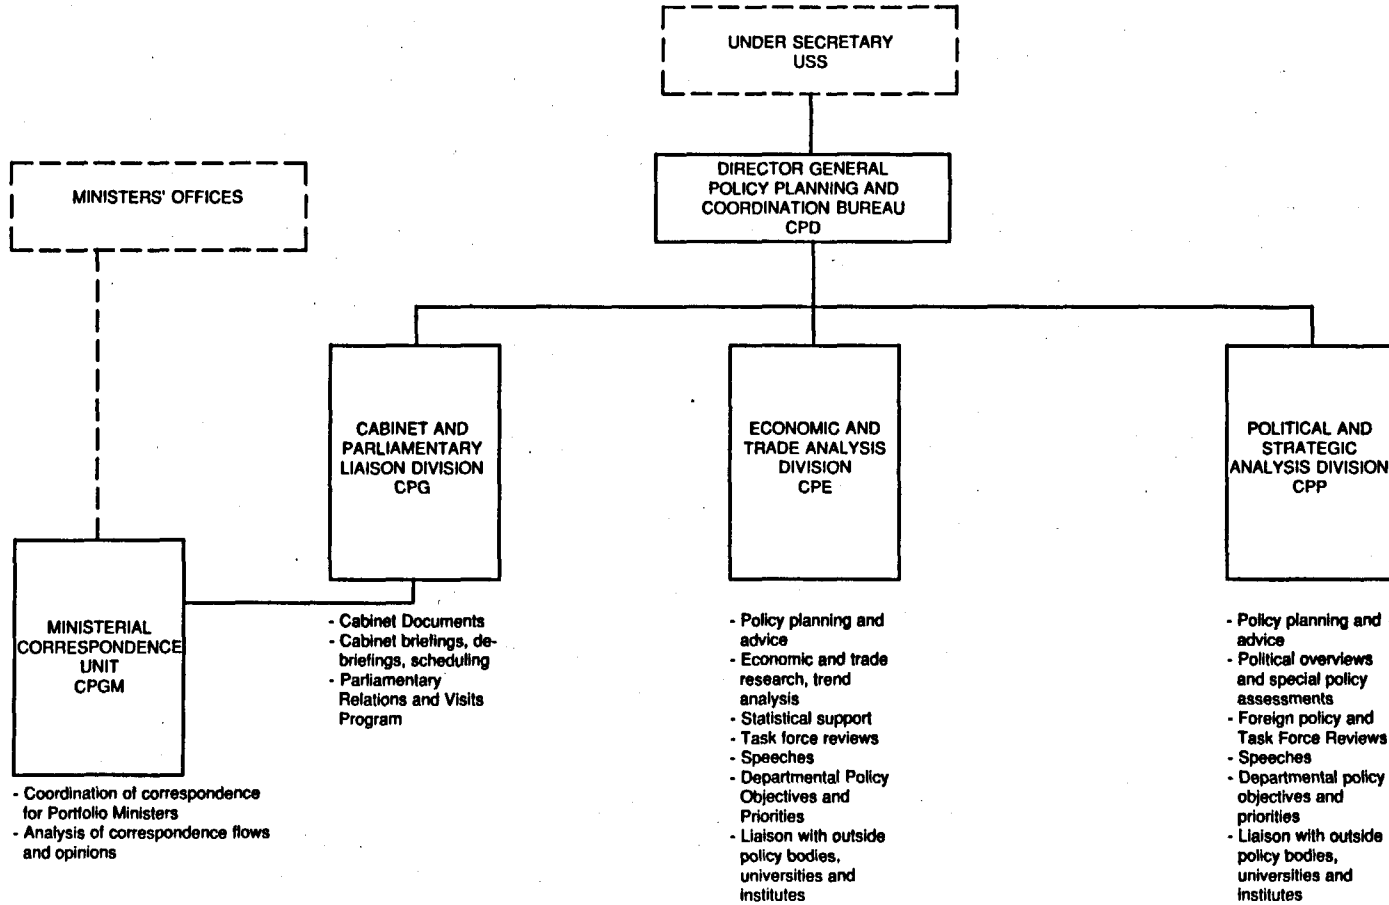 UNDER SECRETARY
USS
DIRECTOR GENERAL
POLICY PLANNING AND
COORDINATION BUREAU
CPD
MINISTERS' OFFICES
CABINET AND
PARLIAMENTARY
LIAISON DIVISION
CPG
ECONOMIC AND
TRADE ANALYSIS
DIVISION
CPE
POLITICAL AND
STRATEGIC
ANALYSIS DIVISION
CPP
MINISTERIAL
CORRESPONDENCE
UNIT
CPGM
- Cabinet Documents
- Cabinet briefings, de-
briefings, scheduling
- Parliamentary
Relations and Visits
Program
- Policy planning and
advice
- Economic and trade
research, trend
analysis
- Statistical support
- Task force reviews
- Speeches
- Departmental Policy
Objectives and
Priorities
- Liaison with outside
policy bodies,
universities and
institutes
- Policy planning and
advice
- Political overviews
and special policy
assessments
- Foreign policy and
Task Force Reviews
- Speeches
- Departmental policy
objectives and
priorities
- Liaison with outside
policy bodies,
universities and
institutes
- Coordination of correspondence
for Portfolio Ministers
- Analysis of correspondence flows
and opinions